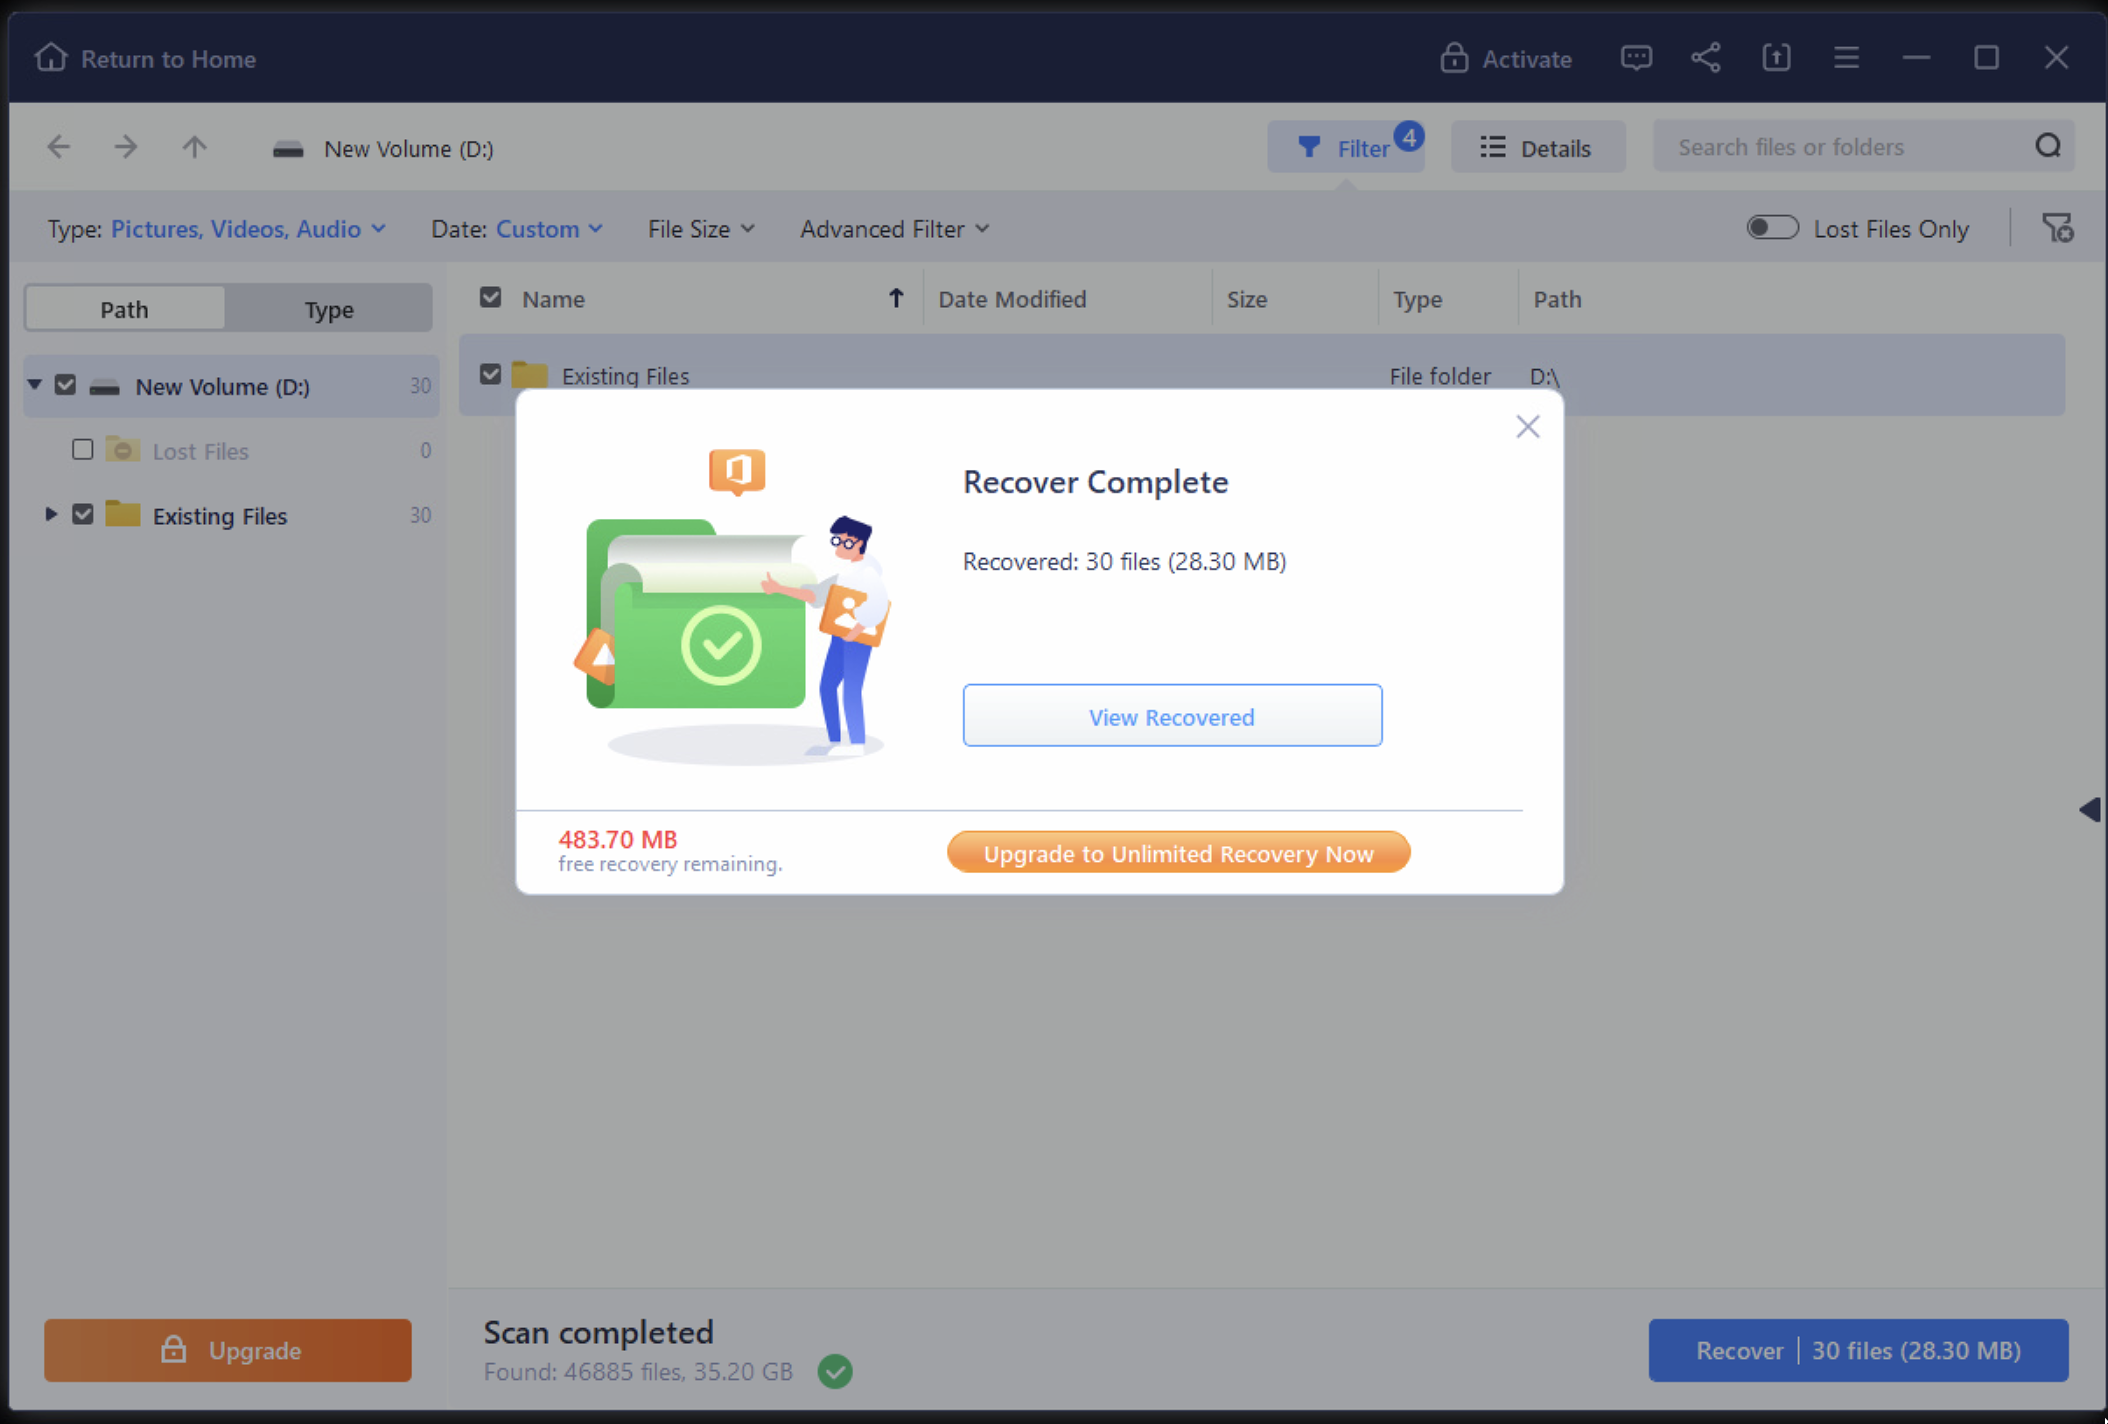 Return to Home
Activate
New Volume (D:)
Filter 4
Details
Search files or folders
Type: Pictures, Videos, Audio
Date: Custom
File Size
Advanced Filter
Lost Files Only
Path
Type
Name
Date Modified
Size
Type
Path
New Volume (D:) 30
Existing Files
File folder
D:\
Lost Files 0
Existing Files 30
Recover Complete
Recovered: 30 files (28.30 MB)
View Recovered
483.70 MB
free recovery remaining.
Upgrade to Unlimited Recovery Now
Upgrade
Scan completed
Found: 46885 files, 35.20 GB
Recover | 30 files (28.30 MB)